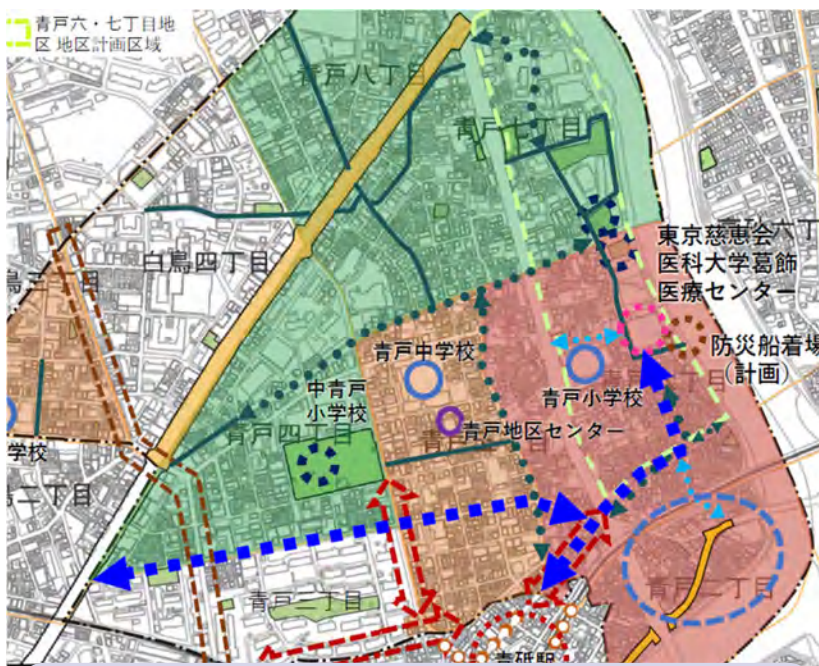 青戸六・七丁目地
区 地区計画区域
青戸八丁目
青戸七丁目
白鳥四丁目
東京慈恵会
医科大学葛飾
医療センター
青戸中学校
防災船着場
(計画)
中青戸
小学校
青戸小学校
青戸地区センター
青戸四丁目
学校
二丁目
青戸二丁目
青戸三丁目
青砥駅